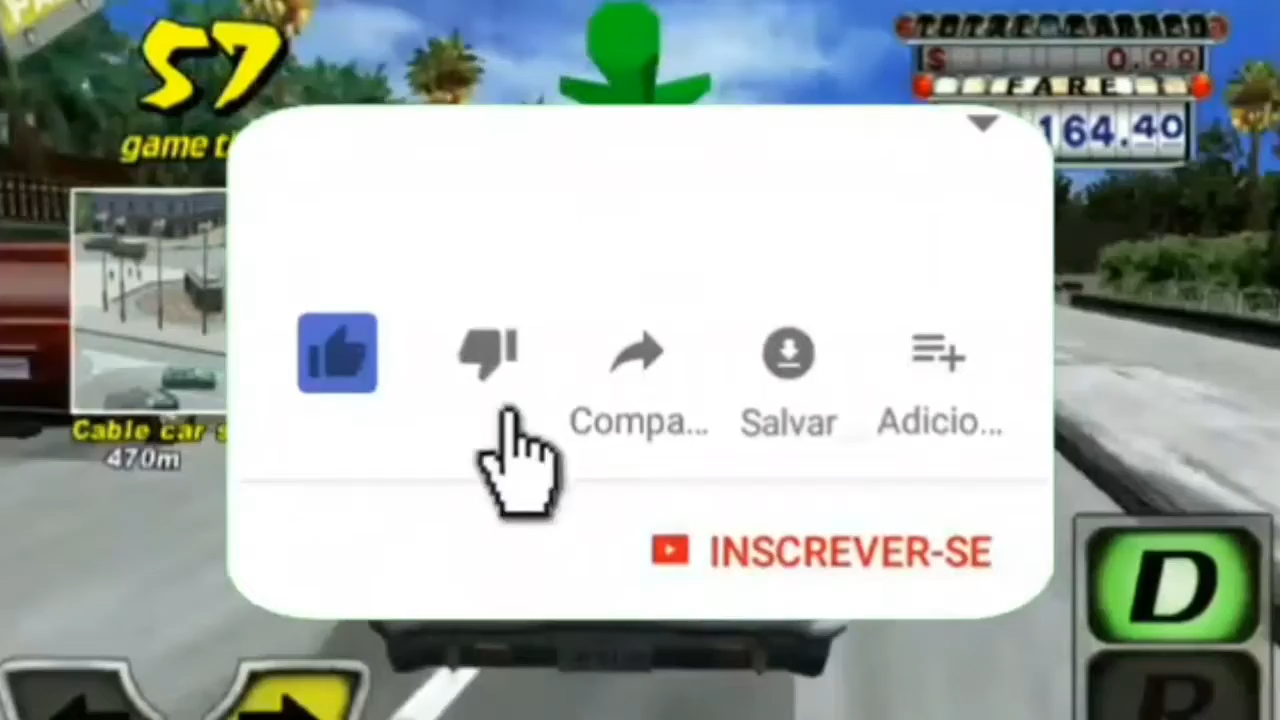 57
game t
TOTAL EARNED
$ 0.00
FARE
164.40
Cable car s
470m
Compa...
Salvar
Adicio...
INSCREVER-SE
D
R